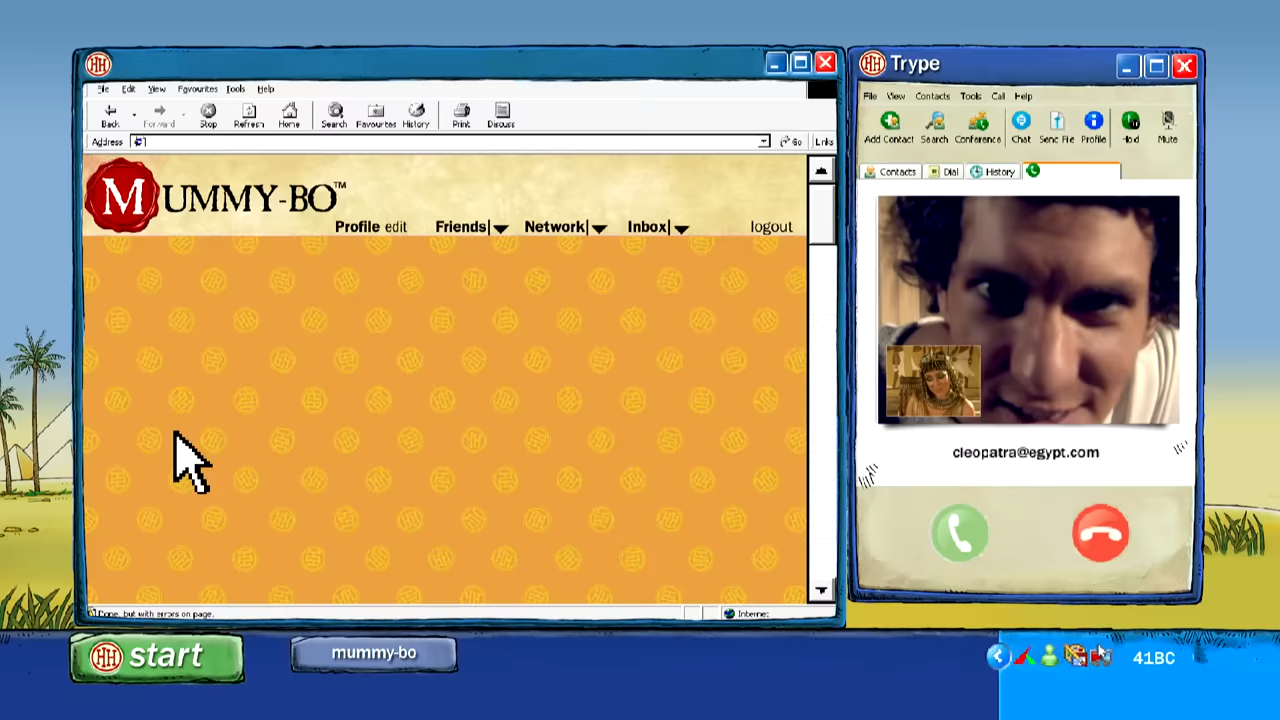 HH
File Edit View Favourites Tools Help
Back Forward Stop Refresh Home Search Favourites History Print Discuss
Address Go Links
MUMMY-BO™
Profile edit Friends Network Inbox logout
Done, but with errors on page.
HH Trype
File View Contacts Tools Call Help
Add Contact Search Conference Chat Send File Profile Hold Mute
Contacts Dial History
cleopatra@egypt.com
HH start
mummy-bo
41BC